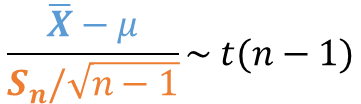 (X̅ − μ) / (Sₙ/√(n − 1)) ~ t(n − 1)